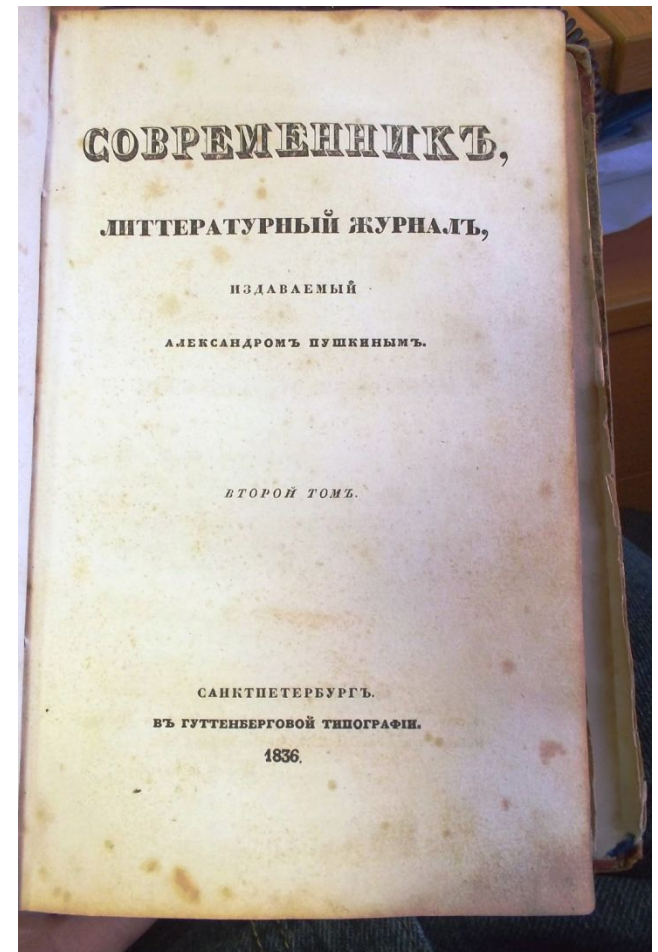 СОВРЕМЕННИКЪ,
ЛИТТЕРАТУРНЫЙ ЖУРНАЛЪ,
ИЗДАВАЕМЫЙ
АЛЕКСАНДРОМЪ ПУШКИНЫМЪ.
ВТОРОЙ ТОМЪ.
САНКТПЕТЕРБУРГЪ.
ВЪ ГУТТЕНБЕРГОВОЙ ТИПОГРАФІИ.
1836.